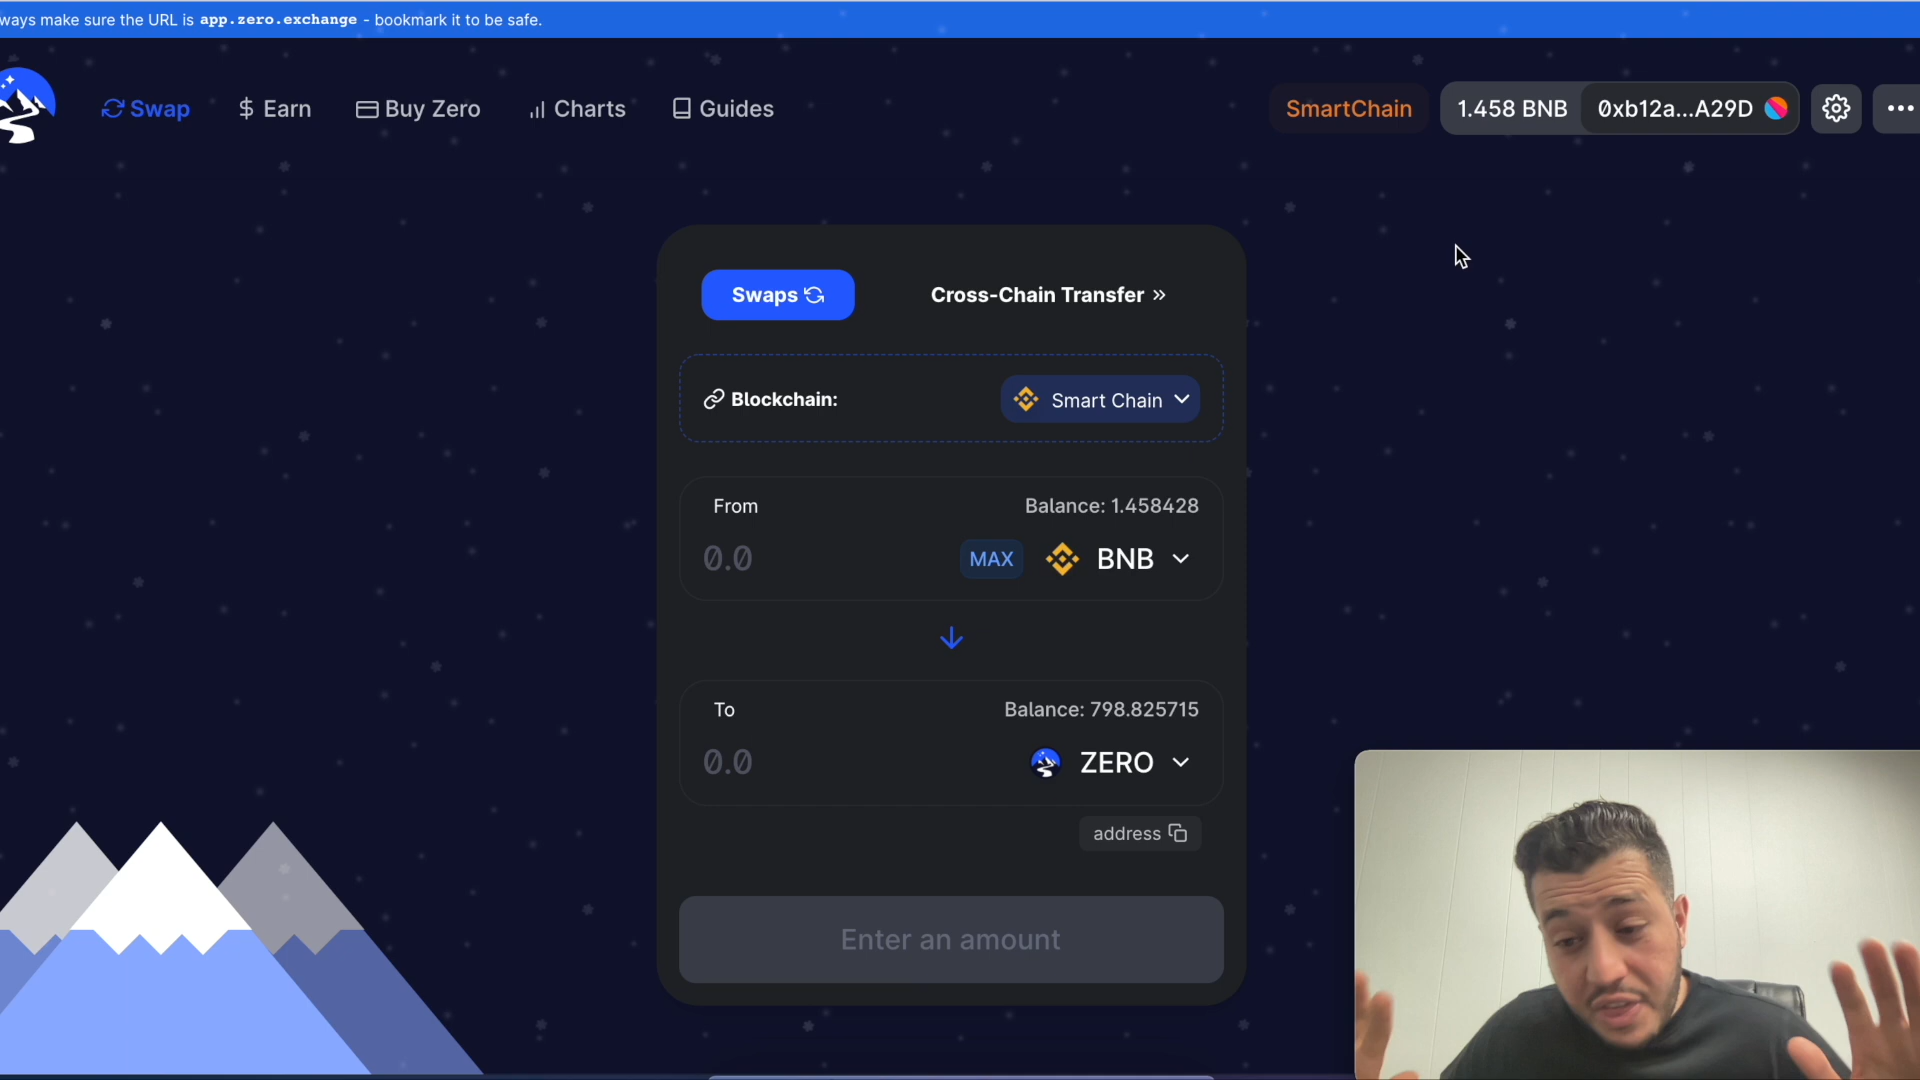 ways make sure the URL is app.zero.exchange - bookmark it to be safe.
Swap
Earn
Buy Zero
Charts
Guides
SmartChain
1.458 BNB
0xb12a...A29D
Swaps
Cross-Chain Transfer »
Blockchain:
Smart Chain
From
Balance: 1.458428
0.0
MAX
BNB
To
Balance: 798.825715
0.0
ZERO
address
Enter an amount